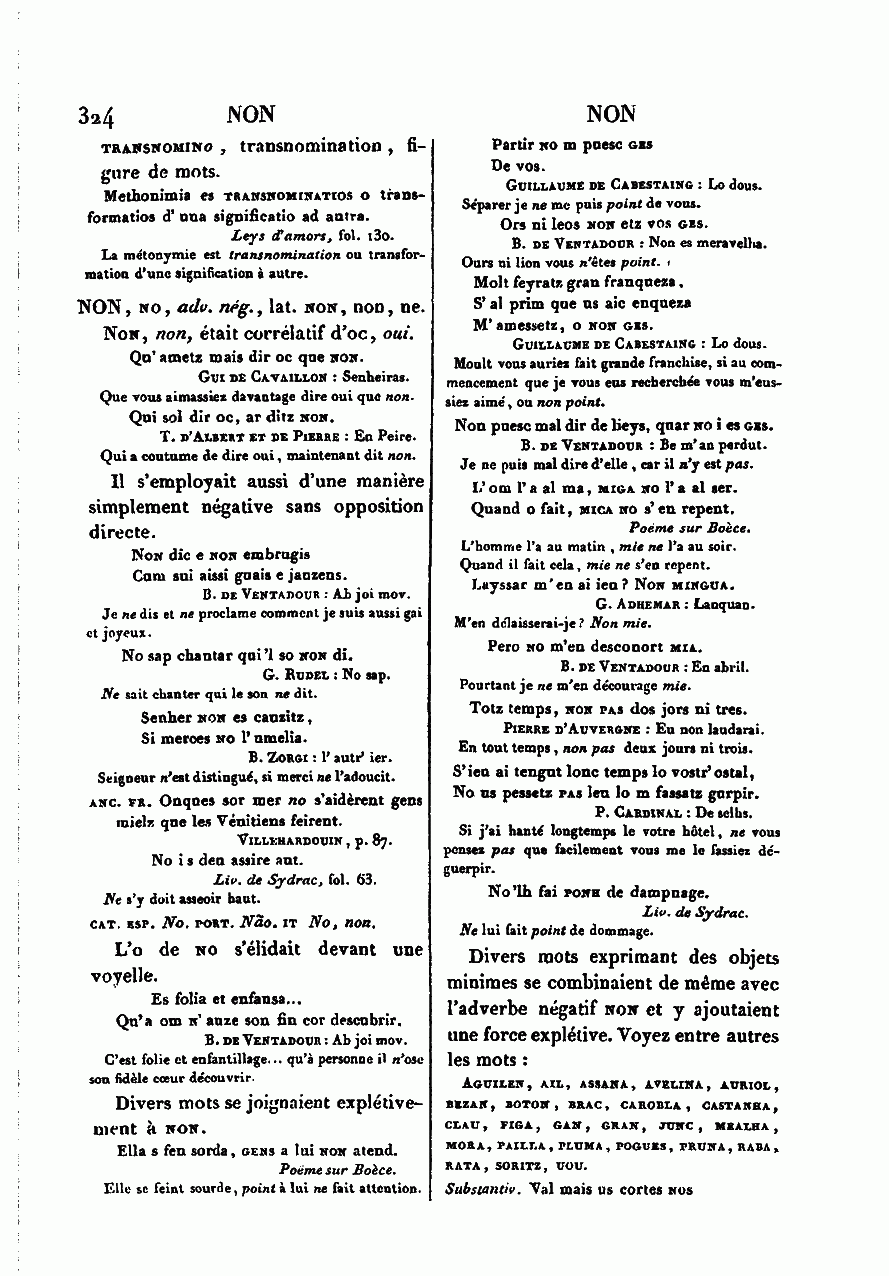 324 NON NON
TRANSNOMINO, transnomination, fi-
gure de mots.
Methonimia es TRANSNOMINATIOS o trans-
formatios d'una significatio ad autra.
Leys d'amors, fol. 130.
La métonymie est transnomination ou transfor-
mation d'une signification à autre.
NON, NO, adv. nég., lat. NON, non, ne.
NON, non, était corrélatif d'oc, oui.
Qu'ametz mais dir oc que NON.
GUI DE CAVAILLON : Senheiras.
Que vous aimassiez davantage dire oui que non.
Qui sol dir oc, ar ditz NON.
T. D'ALBERT ET DE PIERRE : En Peire.
Qui a coutume de dire oui, maintenant dit non.
Il s'employait aussi d'une manière
simplement négative sans opposition
directe.
NON dic e NON embrugis
Cum sui aissi guais e jauzens.
B. DE VENTADOUR : Ab joi mov.
Je ne dis et ne proclame comment je suis aussi gai
et joyeux.
No sap chantar qui'l so NON di.
G. RUDEL : No sap.
Ne sait chanter qui le son ne dit.
Senher NON es cauzitz,
Si merces NO l'umelia.
B. ZORGI : l'autr'ier.
Seigneur n'est distingué, si merci ne l'adoucit.
ANC. FR. Onques sor mer no s'aidèrent gens
mielz que les Vénitiens feirent.
VILLEHARDOUIN, p. 87.
No i s deu assire aut.
Liv. de Sydrac, fol. 63.
Ne s'y doit asseoir haut.
CAT. ESP. No. PORT. Não. IT No, non.
L'o de NO s'élidait devant une
voyelle.
Es folia et enfansa...
Qu'a om N'auze son fin cor descubrir.
B. DE VENTADOUR : Ab joi mov.
C'est folie et enfantillage... qu'à personne il n'ose
son fidèle cœur découvrir.
Divers mots se joignaient explétive-
ment à NON.
Ella s fen sorda, GENS a lui NON atend.
Poëme sur Boèce.
Elle se feint sourde, point à lui ne fait attention.
Partir NO m puesc GES
De vos.
GUILLAUME DE CABESTAING : Lo dous.
Séparer je ne me puis point de vous.
Ors ni leos NON etz vos GES.
B. DE VENTADOUR : Non es meravelha.
Ours ni lion vous n'êtes point.
Molt feyratz gran franqueza,
S'al prim que us aic enqueza
M'amessetz, o NON GES.
GUILLAUME DE CABESTAING : Lo dous.
Moult vous auriez fait grande franchise, si au com-
mencement que je vous eus recherchée vous m'eus-
siez aimé, ou non point.
Non puesc mal dir de lieys, quar NO i es GES.
B. DE VENTADOUR : Be m'an perdut.
Je ne puis mal dire d'elle, car il n'y est pas.
L'om l'a al ma, MIGA NO l'a al ser.
Quand o fait, MICA NO s'en repent.
Poëme sur Boèce.
L'homme l'a au matin, mie ne l'a au soir.
Quand il fait cela, mie ne s'en repent.
Layssar m'en ai ieu? NON MINGUA.
G. ADHEMAR : Lanquan.
M'en délaisserai-je? Non mie.
Pero NO m'en desconort MIA.
B. DE VENTADOUR : En abril.
Pourtant je ne m'en décourage mie.
Totz temps, NON PAS dos jors ni tres.
PIERRE D'AUVERGNE : Eu non laudarai.
En tout temps, non pas deux jours ni trois.
S'ieu ai tengut lonc temps lo vostr'ostal,
No us pessetz PAS leu lo m fassatz gurpir.
P. CARDINAL : De selhs.
Si j'ai hanté longtemps le votre hôtel, ne vous
pensez pas que facilement vous me le fassiez dé-
guerpir.
No'lh fai PONH de dampnage.
Liv. de Sydrac.
Ne lui fait point de dommage.
Divers mots exprimant des objets
minimes se combinaient de même avec
l'adverbe négatif NON et y ajoutaient
une force explétive. Voyez entre autres
les mots :
AGUILEN, AIL, ASSANA, AVELINA, AURIOL,
BEZAN, BOTON, BRAC, CAROBLA, CASTANHA,
CLAU, FIGA, GAN, GRAN, JUNC, MEALHA,
MORA, PAILLA, PLUMA, POGUES, PRUNA, RABA,
RATA, SORITZ, UOU.
Substantiv. Val mais us cortes NOS